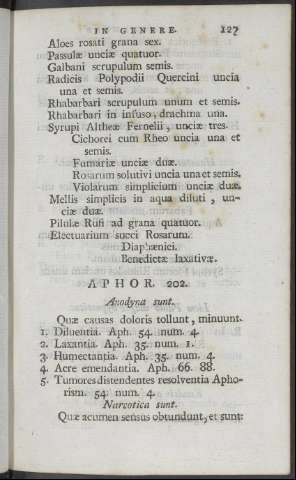 IN GENERE. 127
Aloes rosati grana sex.
Passulæ unciæ quatuor.
Galbani scrupulum semis.
Radicis Polypodii Quercini uncia
una et semis.
Rhabarbari scrupulum unum et semis.
Rhabarbari in infuso, drachma una.
Syrupi Altheæ Fernelii, unciæ tres.
Cichorei cum Rheo uncia una et
semis.
Fumariæ unciæ duæ.
Rosarum solutivi uncia una et semis.
Violarum simplicium unciæ duæ.
Mellis simplicis in aqua diluti, un-
ciæ duæ.
Pilulæ Rufi ad grana quatuor.
Electuarium succi Rosarum.
Diaphænici.
Benedictæ laxativæ.
APHOR. 202.
Anodyna sunt.
Quæ causas doloris tollunt, minuunt.
1. Diluentia. Aph. 54. num. 4.
2. Laxantia. Aph. 35. num. 1.
3. Humectantia. Aph. 35. num. 4.
4. Acre emendantia. Aph. 66. 88.
5. Tumores distendentes resolventia Apho-
rism. 54. num. 4.
Narcotica sunt.
Quæ acumen sensus obtundunt, et sunt: